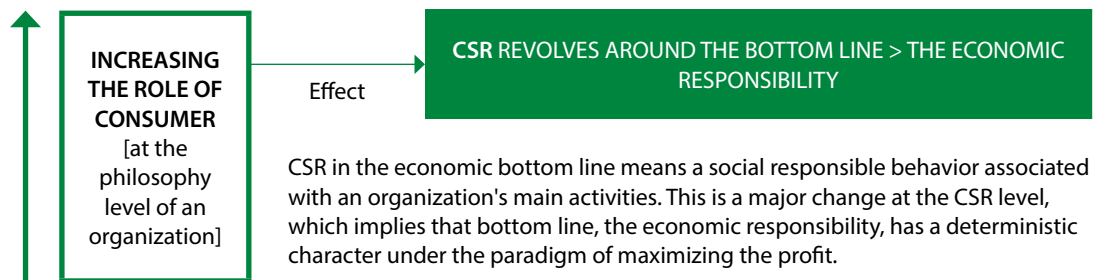 INCREASING
THE ROLE OF
CONSUMER
[at the
philosophy
level of an
organization]
Effect
CSR REVOLVES AROUND THE BOTTOM LINE > THE ECONOMIC
RESPONSIBILITY
CSR in the economic bottom line means a social responsible behavior associated
with an organization's main activities. This is a major change at the CSR level,
which implies that bottom line, the economic responsibility, has a deterministic
character under the paradigm of maximizing the profit.